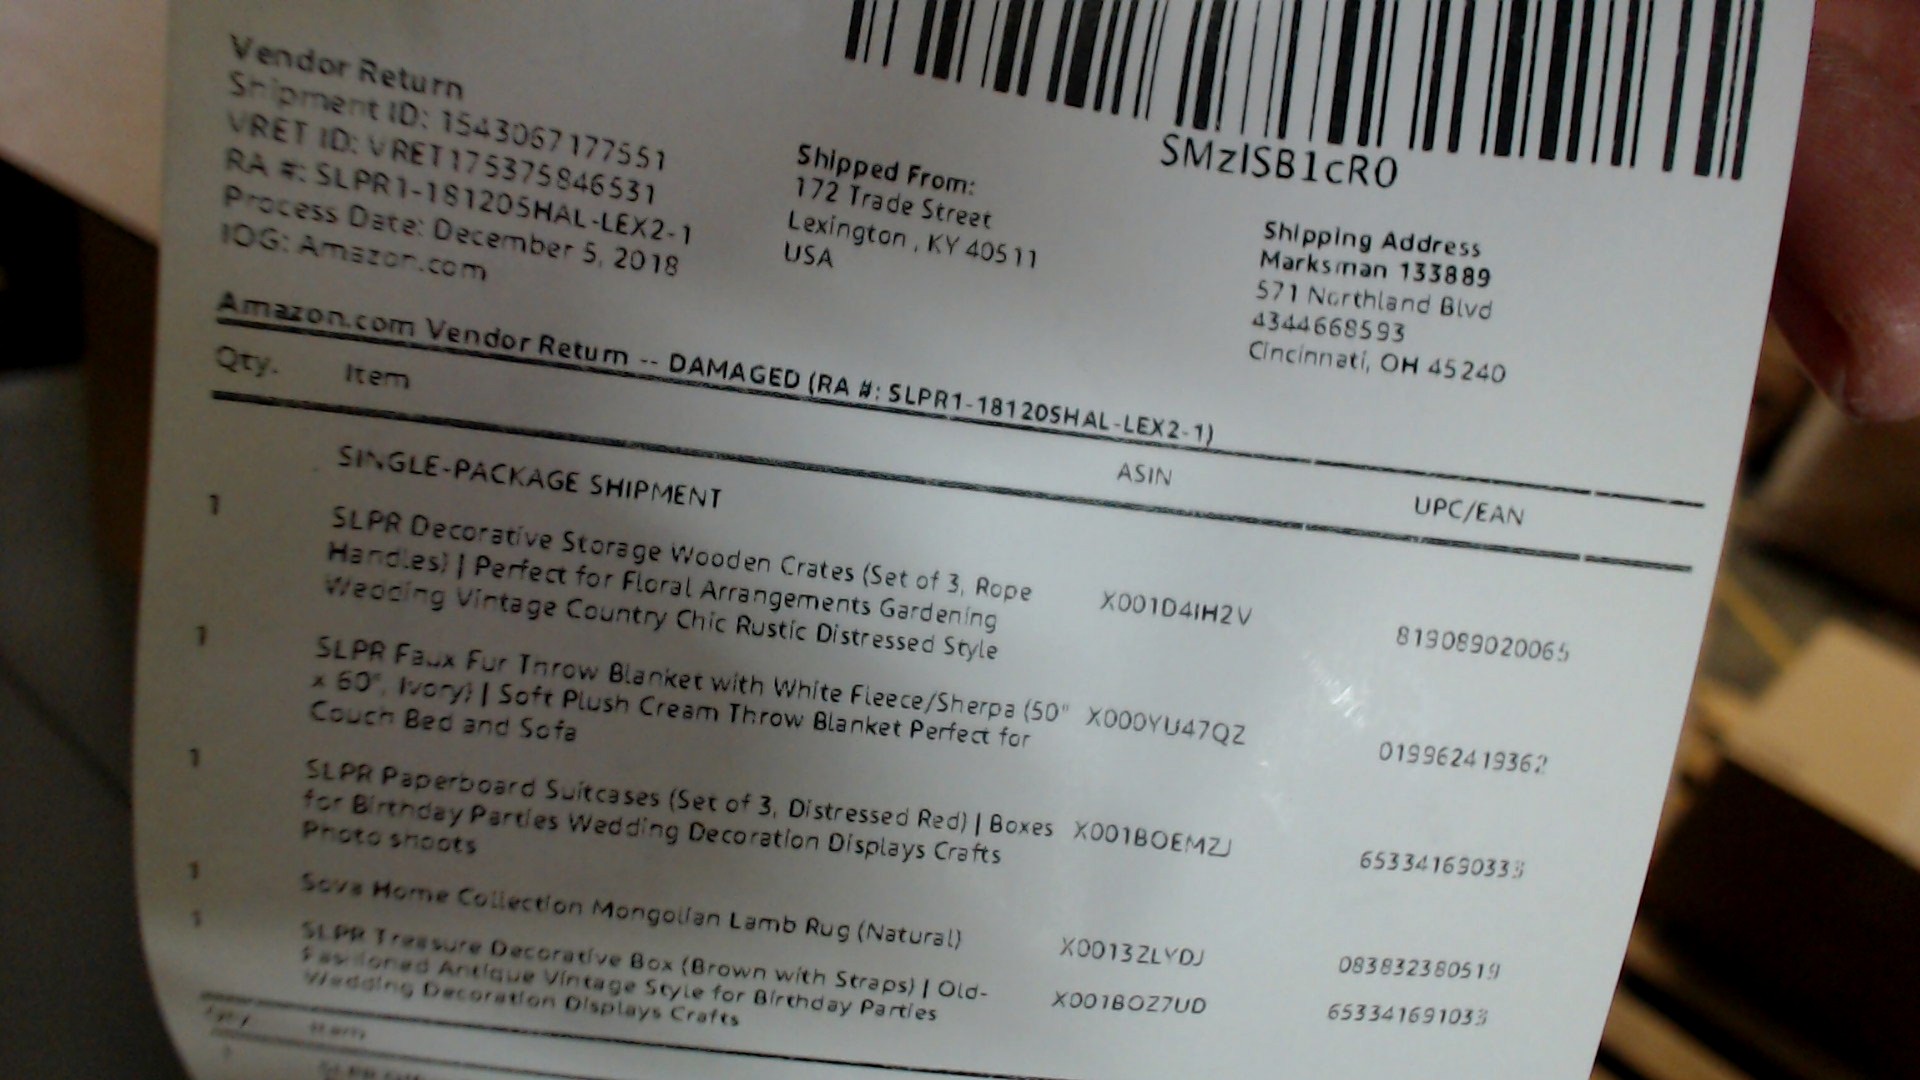 SMzISB1cR0
Vendor Return
Shipment ID: 1543067177551
VRET ID: VRET175375846531
RA #: SLPR1-181205HAL-LEX2-1
Process Date: December 5, 2018
IOG: Amazon.com
Shipped From:
172 Trade Street
Lexington , KY 40511
USA
Shipping Address
Marksman 133889
571 Northland Blvd
4344668593
Cincinnati, OH 45240
Amazon.com Vendor Return -- DAMAGED (RA #: SLPR1-181205HAL-LEX2-1)
Qty. Item ASIN UPC/EAN
SINGLE-PACKAGE SHIPMENT
1 SLPR Decorative Storage Wooden Crates (Set of 3, Rope X001D4IH2V 819089020065
Handles) | Perfect for Floral Arrangements Gardening
Wedding Vintage Country Chic Rustic Distressed Style
1 SLPR Faux Fur Throw Blanket with White Fleece/Sherpa (50" X000YU47QZ 019962419362
x 60", Ivory) | Soft Plush Cream Throw Blanket Perfect for
Couch Bed and Sofa
1 SLPR Paperboard Suitcases (Set of 3, Distressed Red) | Boxes X001BOEMZJ
for Birthday Parties Wedding Decoration Displays Crafts
Photo shoots
1 Sova Home Collection Mongolian Lamb Rug (Natural) X0013ZLYDJ 083832380519
1 SLPR Treasure Decorative Box (Brown with Straps) | Old- X001BOZ7UD
Fashioned Antique Vintage Style for Birthday Parties
Wedding Decoration Displays Crafts
Qty. Item